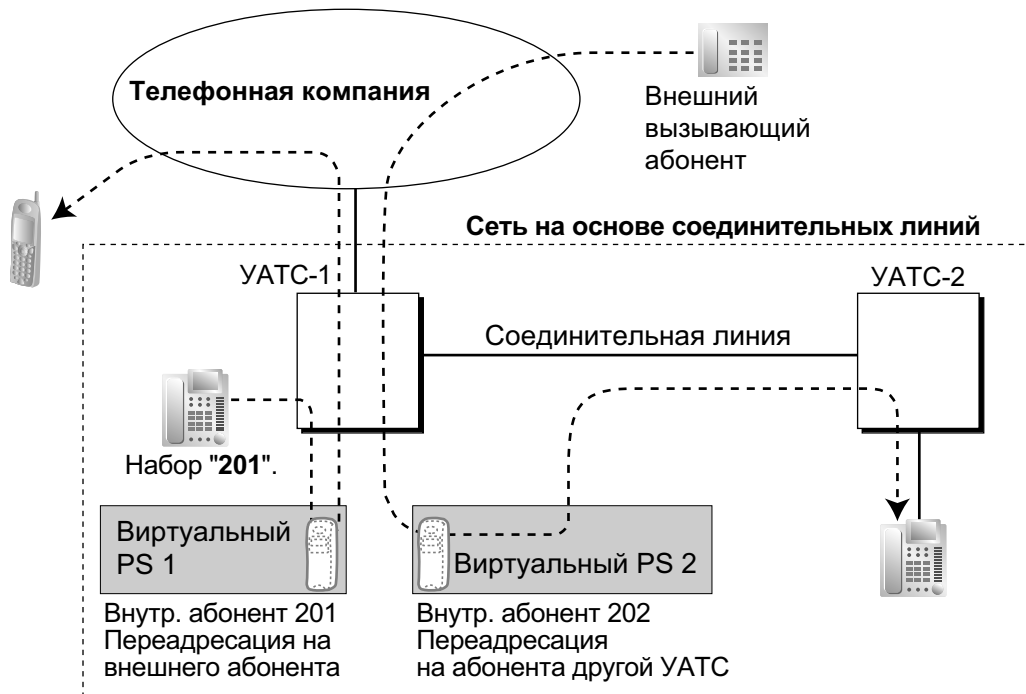 Телефонная компания
Внешний
вызывающий
абонент
Сеть на основе соединительных линий
УАТС-1
УАТС-2
Соединительная линия
Набор "201".
Виртуальный
PS 1
Виртуальный PS 2
Внутр. абонент 201
Переадресация на
внешнего абонента
Внутр. абонент 202
Переадресация
на абонента другой УАТС